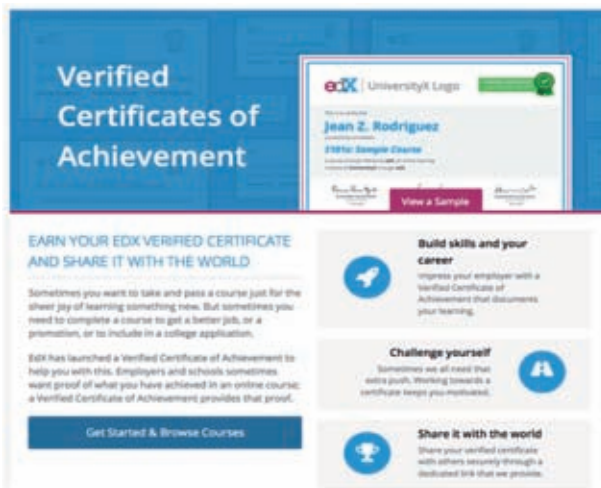 Verified
Certificates of
Achievement
edX | UniversityX Logo
Jean Z. Rodriguez
Sample Course
View a Sample
EARN YOUR EDX VERIFIED CERTIFICATE
AND SHARE IT WITH THE WORLD
Sometimes you want to take and pass a course just for the
sheer joy of learning something new. But sometimes you
need to complete a course to get a better job, or a
promotion, or to include in a college application.
EdX has launched a Verified Certificate of Achievement to
help you with this. Employers and schools sometimes
want proof of what you have achieved in an online course;
a Verified Certificate of Achievement provides that proof.
Get Started & Browse Courses
Build skills and your
career
Impress your employer with a
Verified Certificate of
Achievement that documents
your learning.
Challenge yourself
Sometimes we all need that
extra push. Working towards a
certificate keeps you motivated.
Share it with the world
Share your verified certificate
with others securely through a
dedicated link that we provide.